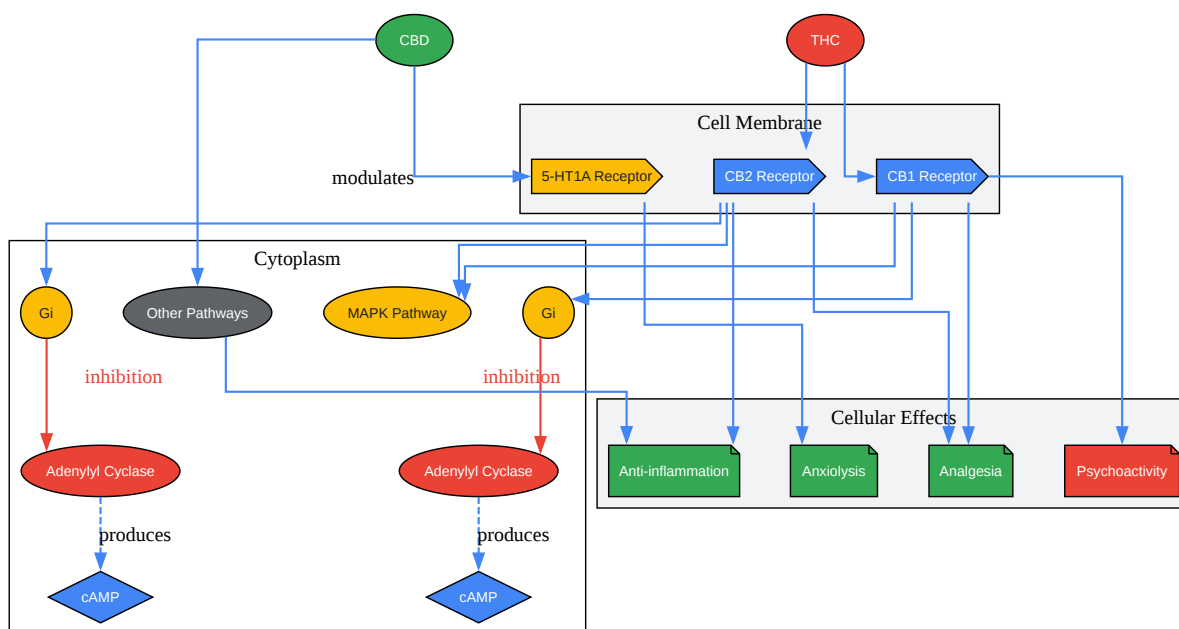 CBD
THC
Cell Membrane
modulates
5-HT1A Receptor
CB2 Receptor
CB1 Receptor
Cytoplasm
Gi
Other Pathways
MAPK Pathway
Gi
inhibition
inhibition
Cellular Effects
Adenylyl Cyclase
Adenylyl Cyclase
Anti-inflammation
Anxiolysis
Analgesia
Psychoactivity
produces
produces
cAMP
cAMP